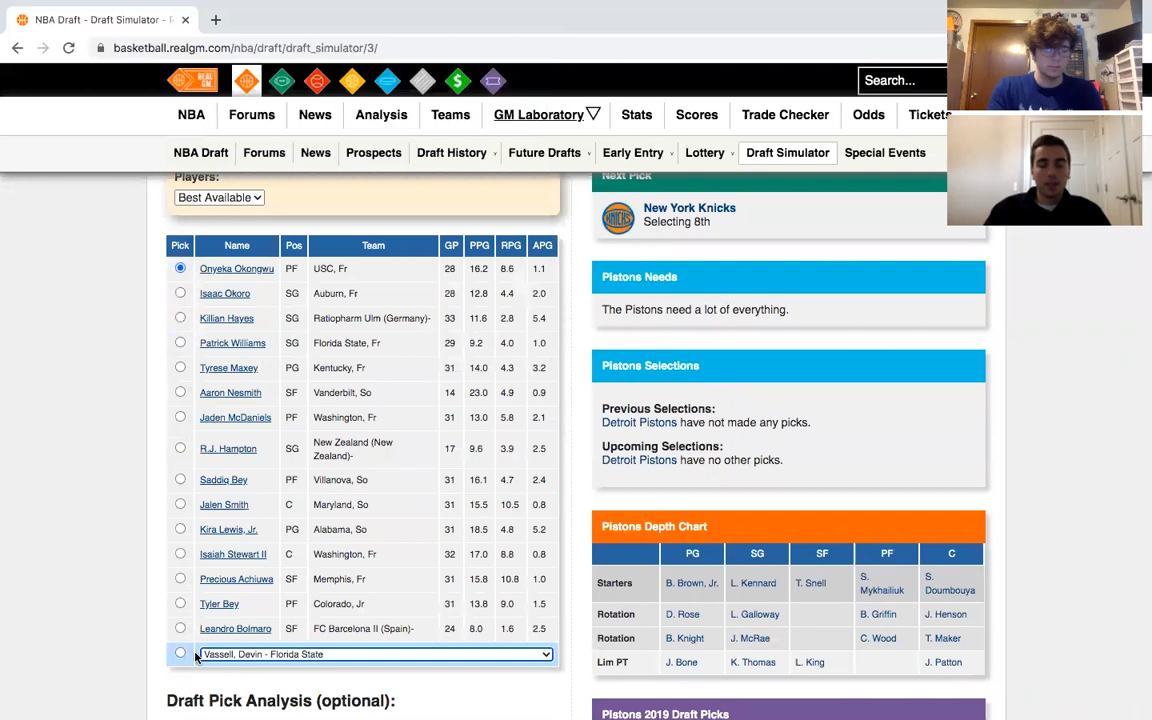 NBA Draft - Draft Simulator - R
basketball.realgm.com/nba/draft/draft_simulator/3/
REAL GM
Search...
NBA Forums News Analysis Teams GM Laboratory Stats Scores Trade Checker Odds Tickets
NBA Draft Forums News Prospects Draft History Future Drafts Early Entry Lottery Draft Simulator Special Events
Players:
Best Available
Pick Name Pos Team GP PPG RPG APG
Onyeka Okongwu PF USC, Fr 28 16.2 8.6 1.1
Isaac Okoro SG Auburn, Fr 28 12.8 4.4 2.0
Killian Hayes SG Ratiopharm Ulm (Germany)- 33 11.6 2.8 5.4
Patrick Williams SG Florida State, Fr 29 9.2 4.0 1.0
Tyrese Maxey PG Kentucky, Fr 31 14.0 4.3 3.2
Aaron Nesmith SF Vanderbilt, So 14 23.0 4.9 0.9
Jaden McDaniels PF Washington, Fr 31 13.0 5.8 2.1
R.J. Hampton SG New Zealand (New Zealand)- 17 9.6 3.9 2.5
Saddiq Bey PF Villanova, So 31 16.1 4.7 2.4
Jalen Smith C Maryland, So 31 15.5 10.5 0.8
Kira Lewis, Jr. PG Alabama, So 31 18.5 4.8 5.2
Isaiah Stewart II C Washington, Fr 32 17.0 8.8 0.8
Precious Achiuwa SF Memphis, Fr 31 15.8 10.8 1.0
Tyler Bey PF Colorado, Jr 31 13.8 9.0 1.5
Leandro Bolmaro SF FC Barcelona II (Spain)- 24 8.0 1.6 2.5
Vassell, Devin - Florida State
Draft Pick Analysis (optional):
Next Pick
New York Knicks
Selecting 8th
Pistons Needs
The Pistons need a lot of everything.
Pistons Selections
Previous Selections:
Detroit Pistons have not made any picks.
Upcoming Selections:
Detroit Pistons have no other picks.
Pistons Depth Chart
PG SG SF PF C
Starters B. Brown, Jr. L. Kennard T. Snell S. Mykhailiuk S. Doumbouya
Rotation D. Rose L. Galloway B. Griffin J. Henson
Rotation B. Knight J. McRae C. Wood T. Maker
Lim PT J. Bone K. Thomas L. King J. Patton
Pistons 2019 Draft Picks